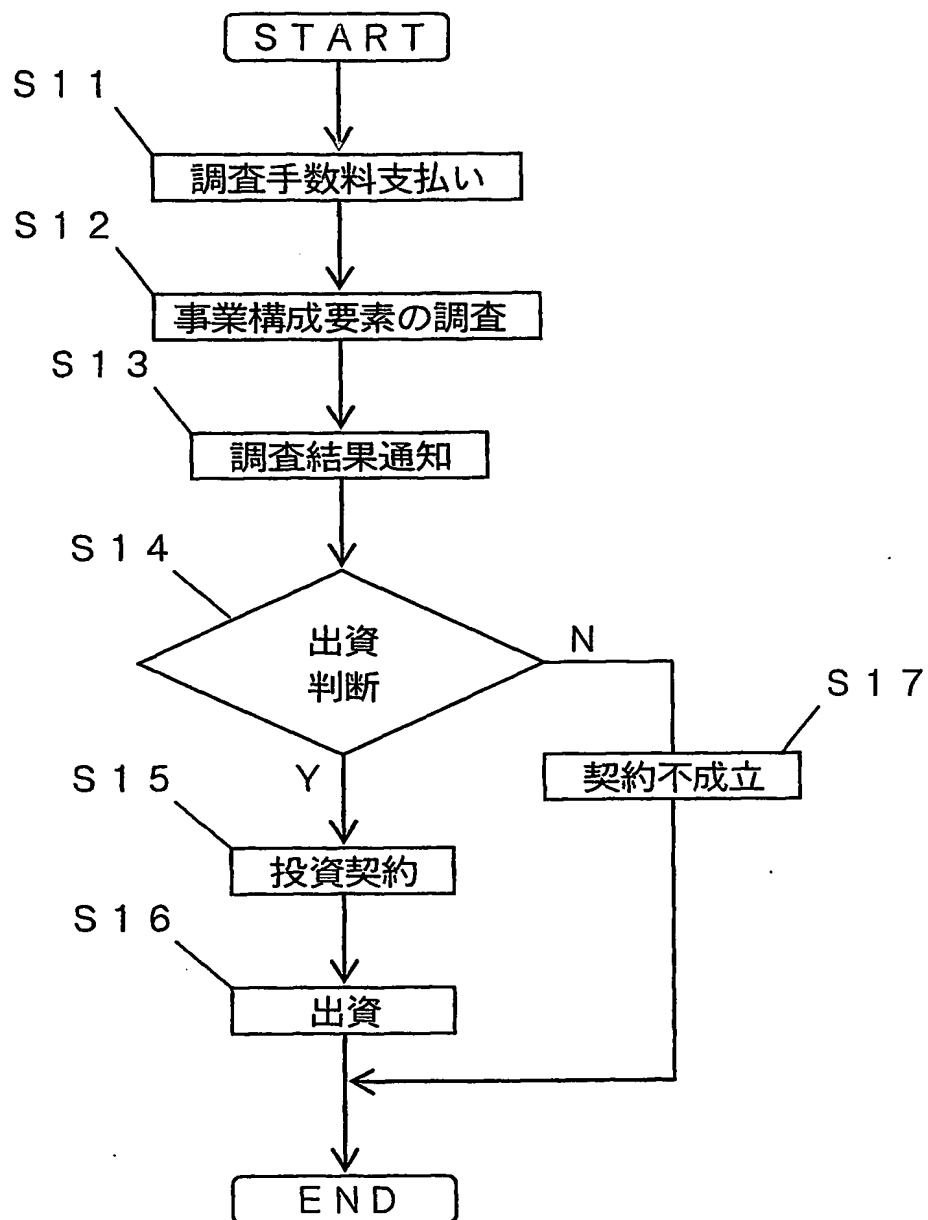 START
S11
調査手数料支払い
S12
事業構成要素の調査
S13
調査結果通知
S14
出資
判断
N
S17
契約不成立
Y
S15
投資契約
S16
出資
END